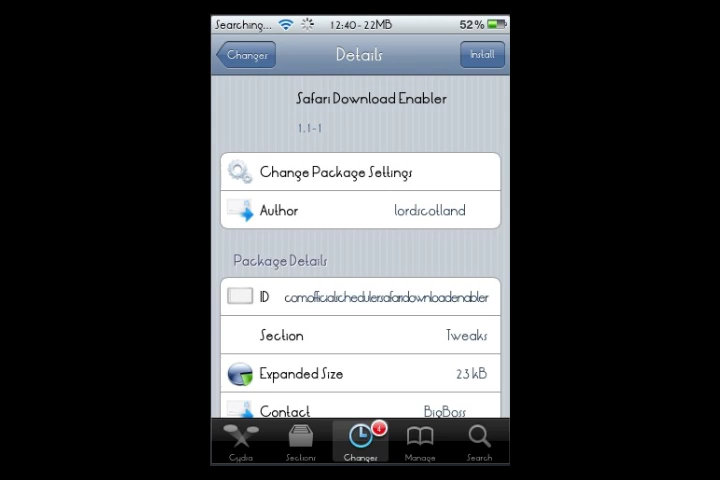 Searching... 12:40 - 22MB 52%
Changes Details Install
Safari Download Enabler
1.1-1
Change Package Settings
Author lordscotland
Package Details
ID comofficialschedulersafaridownloadenabler
Section Tweaks
Expanded Size 23 kB
Contact BigBoss
Cydia Sections Changes Manage Search